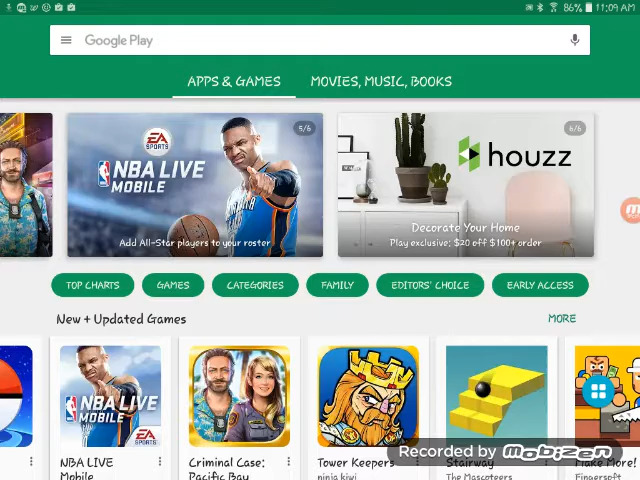 86% 11:09 AM
Google Play
APPS & GAMES
MOVIES, MUSIC, BOOKS
EA SPORTS
5/6
NBA LIVE
MOBILE
Add All-Star players to your roster
6/6
houzz
Decorate Your Home
Play exclusive: $20 off $100+ order
TOP CHARTS
GAMES
CATEGORIES
FAMILY
EDITORS' CHOICE
EARLY ACCESS
New + Updated Games
MORE
NBA LIVE
MOBILE
EA SPORTS
NBA LIVE
Mobile
Criminal Case:
Pacific Bay
Tower Keepers
ninja kiwi
Stairway
The Mascoteers
Make More!
Fingersoft
Recorded by mobizen